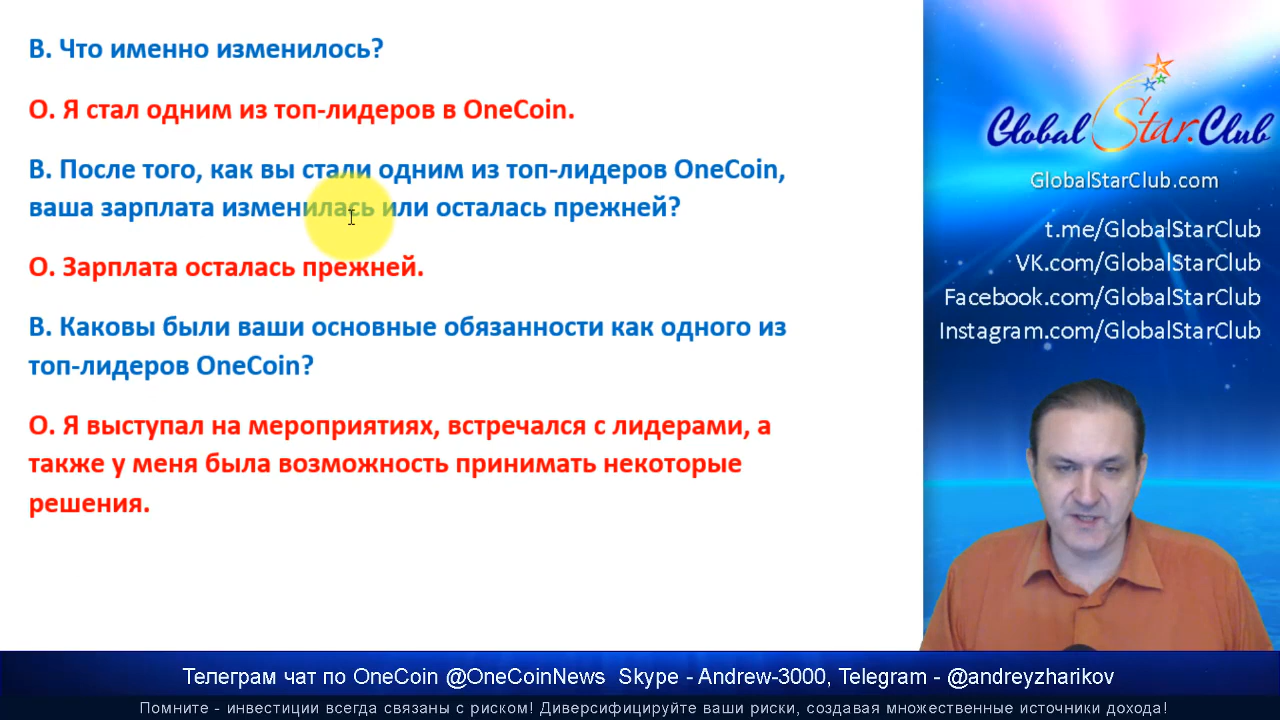 В. Что именно изменилось?
О. Я стал одним из топ-лидеров в OneCoin.
В. После того, как вы стали одним из топ-лидеров OneCoin,
ваша зарплата изменилась или осталась прежней?
О. Зарплата осталась прежней.
В. Каковы были ваши основные обязанности как одного из
топ-лидеров OneCoin?
О. Я выступал на мероприятиях, встречался с лидерами, а
также у меня была возможность принимать некоторые
решения.
Global Star.Club
GlobalStarClub.com
t.me/GlobalStarClub
VK.com/GlobalStarClub
Facebook.com/GlobalStarClub
Instagram.com/GlobalStarClub
Телеграм чат по OneCoin @OneCoinNews Skype - Andrew-3000, Telegram - @andreyzharikov
Помните - инвестиции всегда связаны с риском! Диверсифицируйте ваши риски, создавая множественные источники дохода!